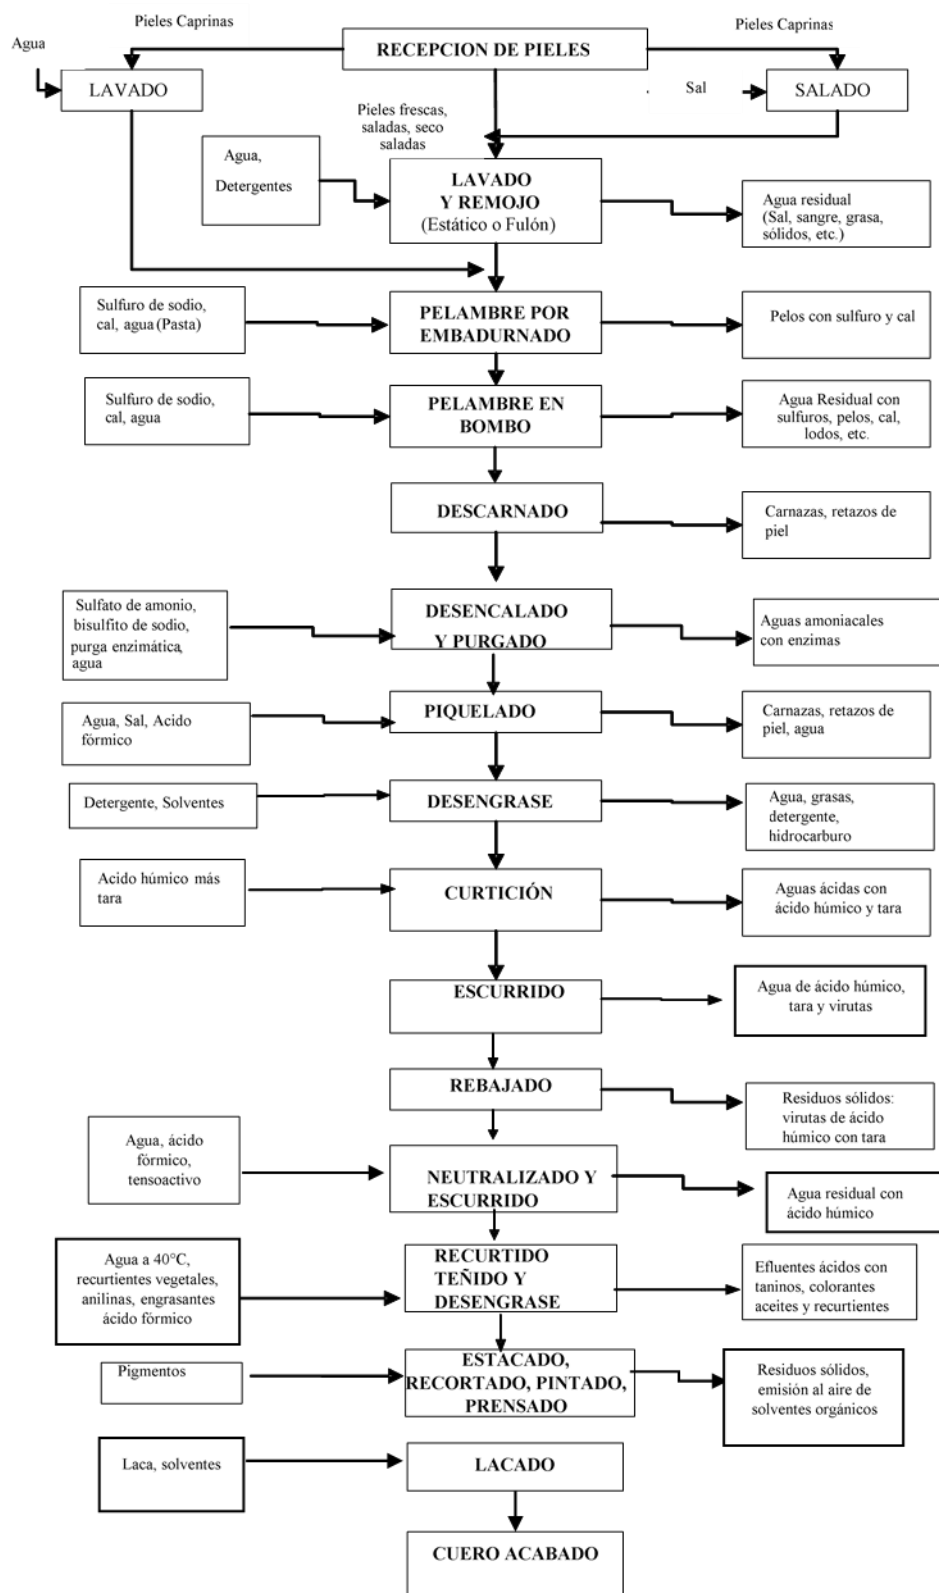 Pieles Caprinas
Pieles Caprinas
Agua
RECEPCION DE PIELES
LAVADO
Sal
SALADO
Pieles frescas,
saladas, seco
saladas
Agua,
Detergentes
LAVADO
Y REMOJO
(Estático o Fulón)
Agua residual
(Sal, sangre, grasa,
sólidos, etc.)
Sulfuro de sodio,
cal, agua (Pasta)
PELAMBRE POR
EMBADURNADO
Pelos con sulfuro y cal
Sulfuro de sodio,
cal, agua
PELAMBRE EN
BOMBO
Agua Residual con
sulfuros, pelos, cal,
lodos, etc.
DESCARNADO
Carnazas, retazos de
piel
Sulfato de amonio,
bisulfito de sodio,
purga enzimática,
agua
DESENCALADO
Y PURGADO
Aguas amoniacales
con enzimas
Agua, Sal, Acido
fórmico
PIQUELADO
Carnazas, retazos de
piel, agua
Detergente, Solventes
DESENGRASE
Agua, grasas,
detergente,
hidrocarburo
Acido húmico más
tara
CURTICIÓN
Aguas ácidas con
ácido húmico y tara
ESCURRIDO
Agua de ácido húmico,
tara y virutas
REBAJADO
Residuos sólidos:
virutas de ácido
húmico con tara
Agua, ácido
fórmico,
tensoactivo
NEUTRALIZADO Y
ESCURRIDO
Agua residual con
ácido húmico
Agua a 40°C,
recurtientes vegetales,
anilinas, engrasantes
ácido fórmico
RECURTIDO
TEÑIDO Y
DESENGRASE
Efluentes ácidos con
taninos, colorantes
aceites y recurtientes
Pigmentos
ESTACADO,
RECORTADO, PINTADO,
PRENSADO
Residuos sólidos,
emisión al aire de
solventes orgánicos
Laca, solventes
LACADO
CUERO ACABADO